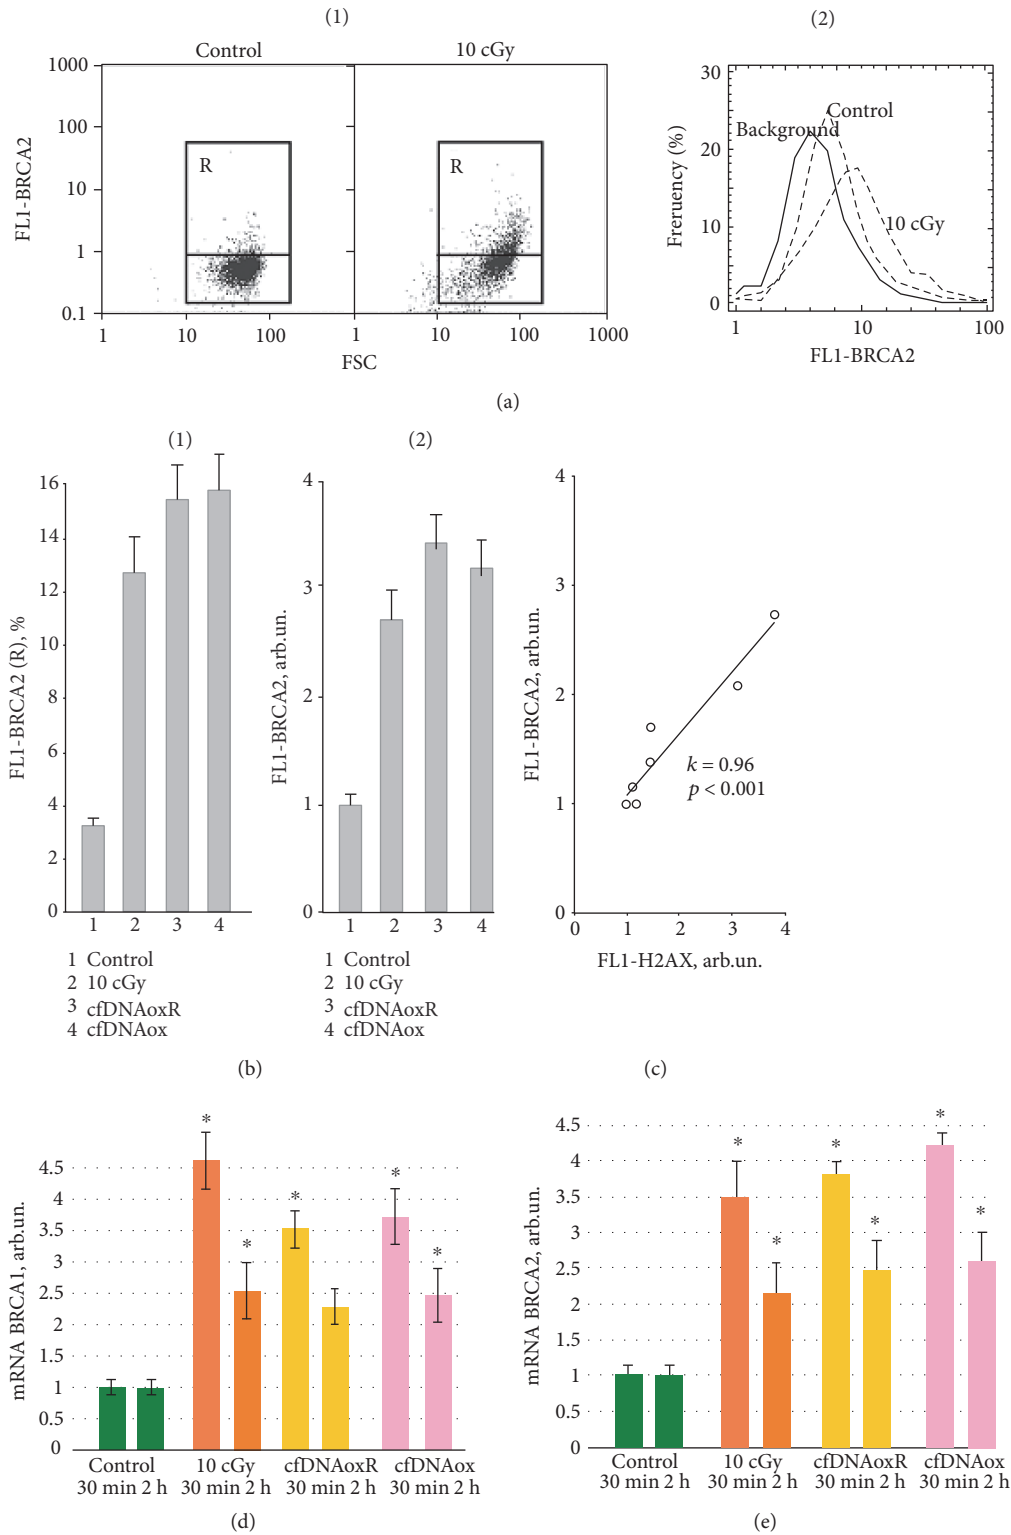 (1)
(2)
Control
10 cGy
1000
100
10
1
0.1
FL1-BRCA2
R
R
1
10
100
1
10
100
1000
FSC
30
20
10
0
Freruency (%)
Background
Control
10 cGy
1
10
100
FL1-BRCA2
(a)
(1)
16
14
12
10
8
6
4
2
0
FL1-BRCA2 (R), %
1 2 3 4
1 Control
2 10 cGy
3 cfDNAoxR
4 cfDNAox
(2)
4
3
2
1
0
FL1-BRCA2, arb.un.
1 2 3 4
1 Control
2 10 cGy
3 cfDNAoxR
4 cfDNAox
(b)
4
3
2
1
0
FL1-BRCA2, arb.un.
k = 0.96
p < 0.001
0 1 2 3 4
FL1-H2AX, arb.un.
(c)
4.5
4
3.5
3
2.5
2
1
0.5
0
mRNA BRCA1, arb.un.
* * * * *
Control 10 cGy cfDNAoxR cfDNAox
30 min 2 h 30 min 2 h 30 min 2 h 30 min 2 h
(d)
4.5
4
3.5
3
2.5
2
1.5
1
0.5
0
mRNA BRCA2, arb.un.
* * * * * *
Control 10 cGy cfDNAoxR cfDNAox
30 min 2 h 30 min 2 h 30 min 2 h 30 min 2 h
(e)